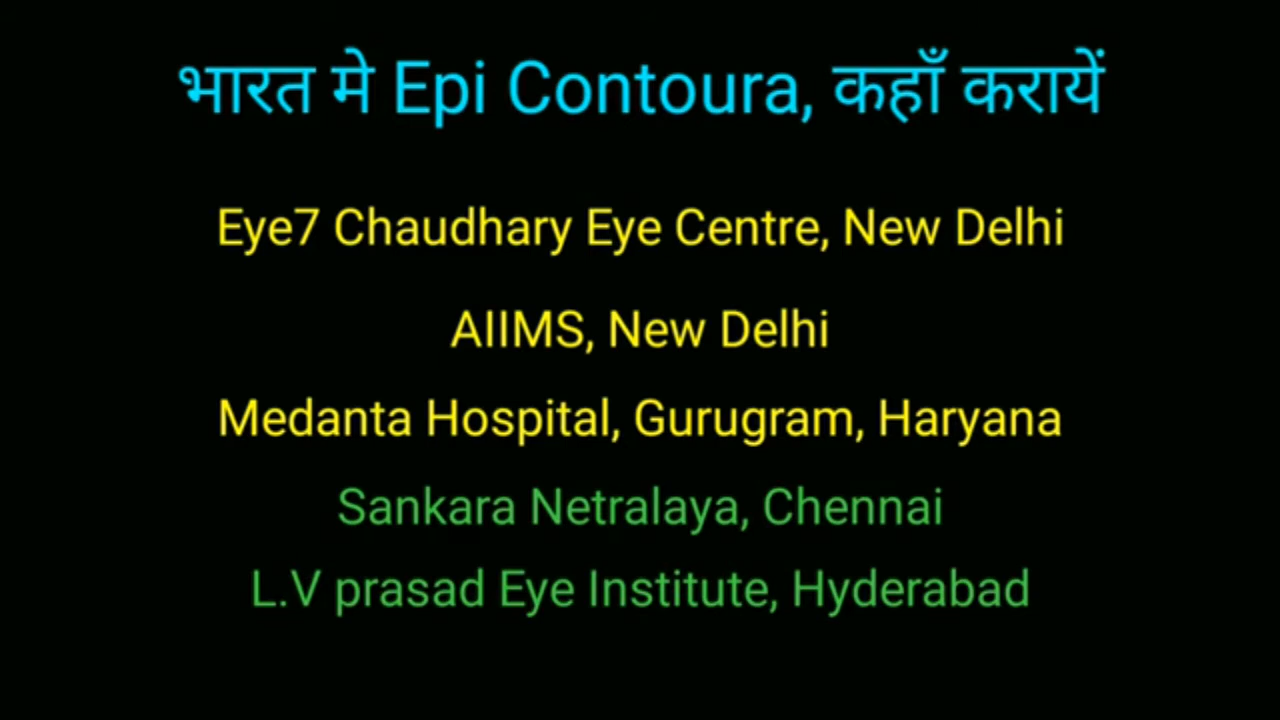 भारत मे Epi Contoura, कहाँ करायें
Eye7 Chaudhary Eye Centre, New Delhi
AIIMS, New Delhi
Medanta Hospital, Gurugram, Haryana
Sankara Netralaya, Chennai
L.V prasad Eye Institute, Hyderabad